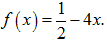 f(x) = 1/2 − 4x.